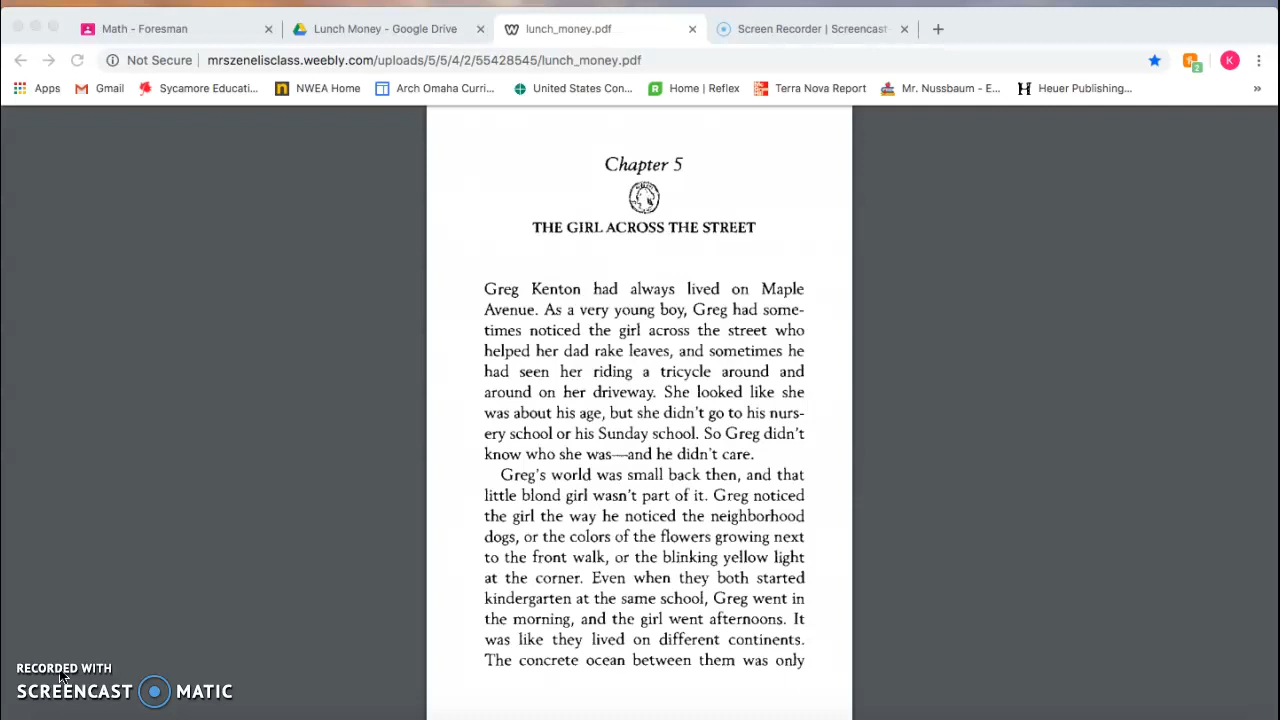 Math - Foresman
Lunch Money - Google Drive
lunch_money.pdf
Screen Recorder | Screencast
Not Secure
mrszenelisclass.weebly.com/uploads/5/5/4/2/55428545/lunch_money.pdf
2
K
Apps
Gmail
Sycamore Educati...
NWEA Home
Arch Omaha Curri...
United States Con...
Home | Reflex
Terra Nova Report
Mr. Nussbaum - E...
Heuer Publishing...
»
Chapter 5
THE GIRL ACROSS THE STREET
Greg Kenton had always lived on Maple
Avenue. As a very young boy, Greg had some-
times noticed the girl across the street who
helped her dad rake leaves, and sometimes he
had seen her riding a tricycle around and
around on her driveway. She looked like she
was about his age, but she didn't go to his nurs-
ery school or his Sunday school. So Greg didn't
know who she was—and he didn't care.
Greg's world was small back then, and that
little blond girl wasn't part of it. Greg noticed
the girl the way he noticed the neighborhood
dogs, or the colors of the flowers growing next
to the front walk, or the blinking yellow light
at the corner. Even when they both started
kindergarten at the same school, Greg went in
the morning, and the girl went afternoons. It
was like they lived on different continents.
The concrete ocean between them was only
RECORDED WITH
SCREENCAST MATIC